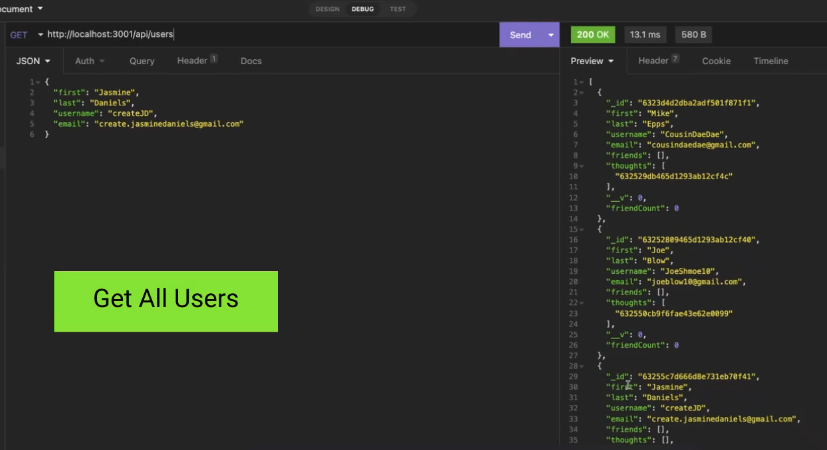 ocument
DESIGN DEBUG TEST
GET http://localhost:3001/api/users Send 200 OK 13.1 ms 580 B
JSON Auth Query Header 1 Docs Preview Header 7 Cookie Timeline
1 {
2 "first": "Jasmine",
3 "last": "Daniels",
4 "username": "createJD",
5 "email": "create.jasminedaniels@gmail.com"
6 }
Get All Users
1 [
2 {
3 "_id": "6323d4d2dba2adf501f871f1",
4 "first": "Mike",
5 "last": "Epps",
6 "username": "CousinDaeDae",
7 "email": "cousindaedae@gmail.com",
8 "friends": [],
9 "thoughts": [
10 "632529db465d1293ab12cf4c"
11 ],
12 "__v": 0,
13 "friendCount": 0
14 },
15 {
16 "_id": "63252809465d1293ab12cf40",
17 "first": "Joe",
18 "last": "Blow",
19 "username": "JoeShmoe10",
20 "email": "joeblow10@gmail.com",
21 "friends": [],
22 "thoughts": [
23 "632550cb9f6fae43e62e0099"
24 ],
25 "__v": 0,
26 "friendCount": 0
27 },
28 {
29 "_id": "63255c7d666d8e731eb70f41",
30 "first": "Jasmine",
31 "last": "Daniels",
32 "username": "createJD",
33 "email": "create.jasminedaniels@gmail.com",
34 "friends": [],
35 "thoughts": [],